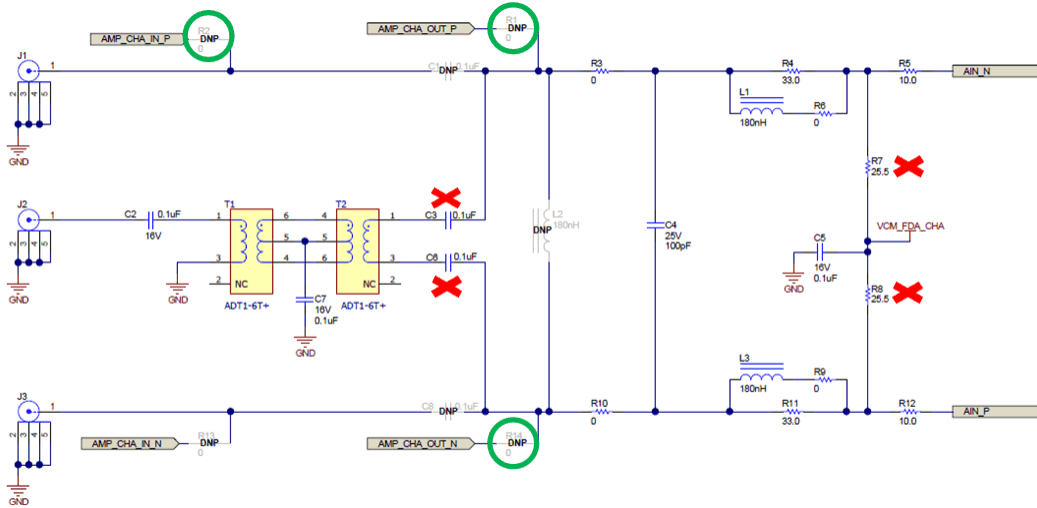 AMP_CHA_IN_P
R2
DNP
0
AMP_CHA_OUT_P
R1
DNP
0
J1
1
2
3
4
5
GND
C1
DNP
0.1uF
R3
0
R4
33.0
R5
10.0
AIN_N
L1
180nH
R6
0
J2
1
2
3
4
5
GND
C2
0.1uF
16V
T1
1
3
2
NC
6
5
4
ADT1-6T+
GND
T2
4
5
6
1
3
2
NC
ADT1-6T+
C7
16V
0.1uF
GND
C3
0.1uF
C6
0.1uF
L2
180nH
DNP
C4
25V
100pF
R7
25.5
VCM_FDA_CHA
C5
16V
0.1uF
GND
R8
25.5
J3
1
2
3
4
5
GND
AMP_CHA_IN_N
R13
DNP
0
C8
DNP
0.1uF
AMP_CHA_OUT_N
R14
DNP
0
R10
0
L3
180nH
R9
0
R11
33.0
R12
10.0
AIN_P